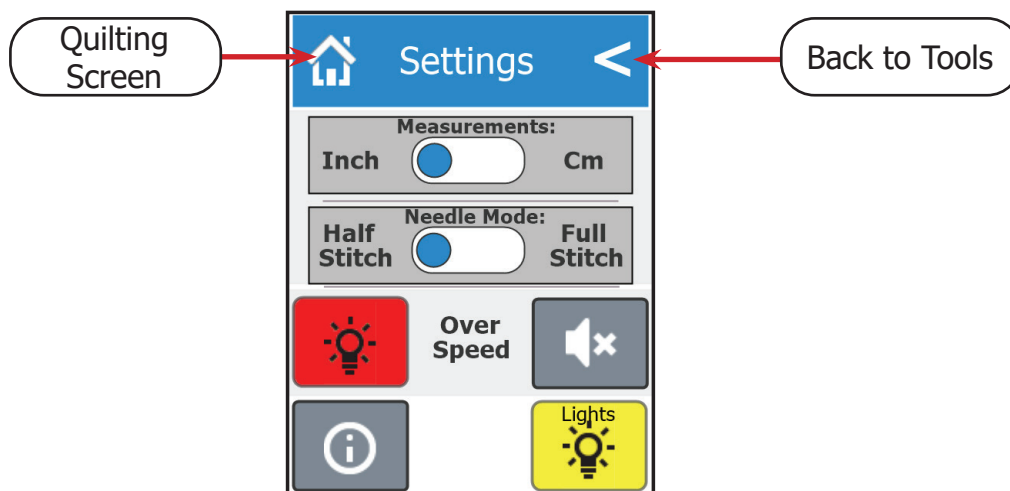 Quilting
Screen
Settings
<
Back to Tools
Measurements:
Inch
Cm
Needle Mode:
Half
Stitch
Full
Stitch
Over
Speed
Lights